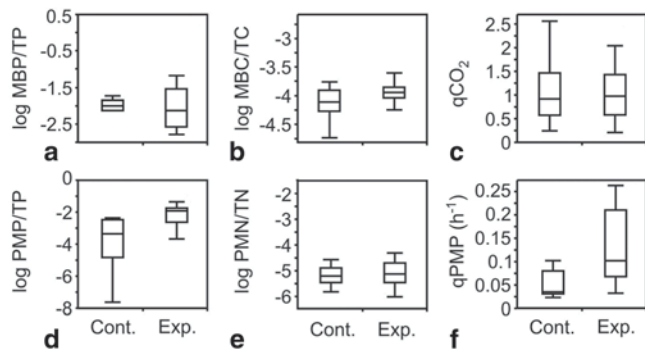 log MBP/TP
0.5
-0.5
-1.5
-2.5
a
log MBC/TC
-2.5
-3
-3.5
-4
-4.5
b
qCO₂
2.5
2
1.5
1
0.5
0
c
log PMP/TP
0
-2
-4
-6
-8
d
Cont. Exp.
log PMN/TN
-2
-3
-4
-5
-6
e
Cont. Exp.
qPMP (h⁻¹)
0.25
0.2
0.15
0.1
0.05
0
f
Cont. Exp.